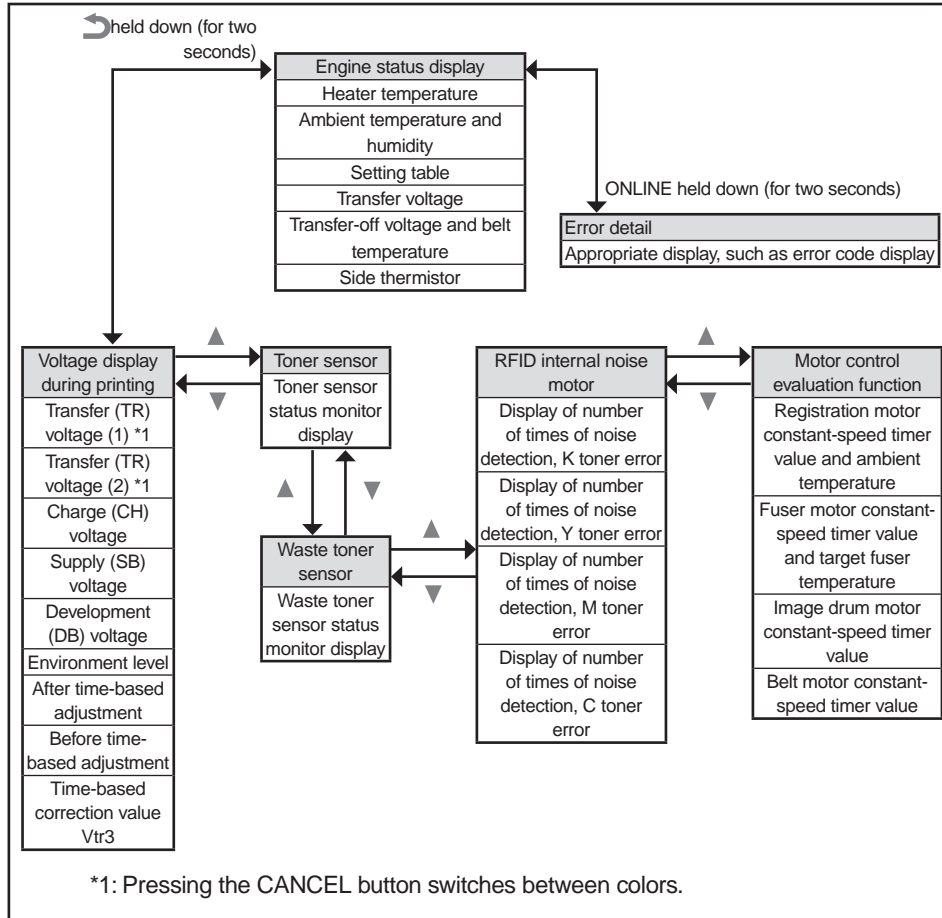 held down (for two
seconds)
Engine status display
Heater temperature
Ambient temperature and
humidity
Setting table
Transfer voltage
Transfer-off voltage and belt
temperature
Side thermistor
ONLINE held down (for two seconds)
Error detail
Appropriate display, such as error code display
Voltage display
during printing
Transfer (TR)
voltage (1) *1
Transfer (TR)
voltage (2) *1
Charge (CH)
voltage
Supply (SB)
voltage
Development
(DB) voltage
Environment level
After time-based
adjustment
Before time-
based adjustment
Time-based
correction value
Vtr3
Toner sensor
Toner sensor
status monitor
display
Waste toner
sensor
Waste toner
sensor status
monitor display
RFID internal noise
motor
Display of number
of times of noise
detection, K toner error
Display of number
of times of noise
detection, Y toner error
Display of number
of times of noise
detection, M toner
error
Display of number
of times of noise
detection, C toner
error
Motor control
evaluation function
Registration motor
constant-speed timer
value and ambient
temperature
Fuser motor constant-
speed timer value
and target fuser
temperature
Image drum motor
constant-speed timer
value
Belt motor constant-
speed timer value
*1: Pressing the CANCEL button switches between colors.